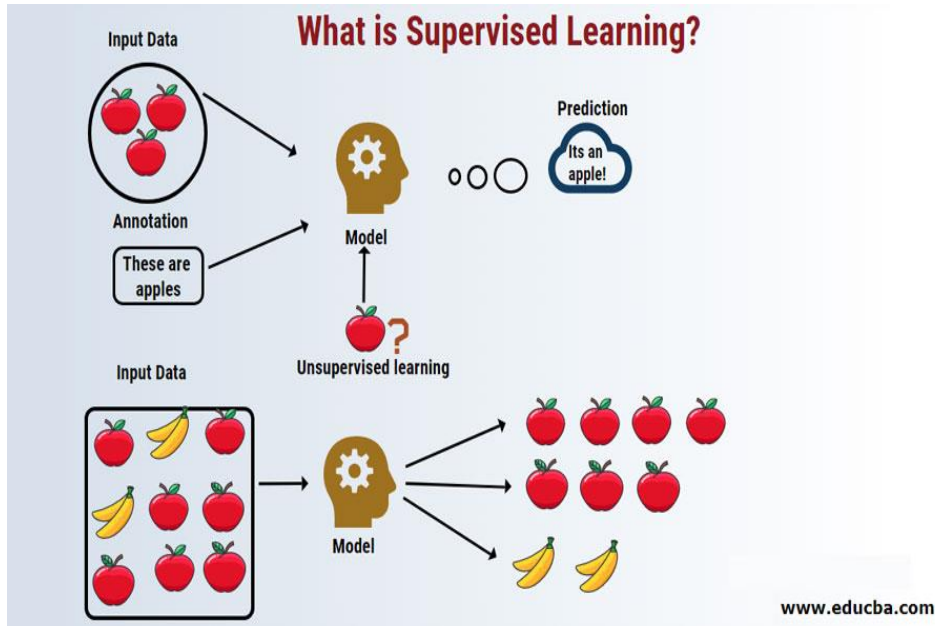 What is Supervised Learning?
Input Data
Annotation
These are
apples
Model
Prediction
Its an
apple!
?
Unsupervised learning
Input Data
Model
www.educba.com